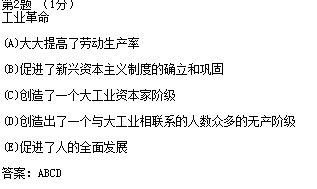 第2题 （1分）
工业革命
(A)大大提高了劳动生产率
(B)促进了新兴资本主义制度的确立和巩固
(C)创造了一个大工业资本家阶级
(D)创造出了一个与大工业相联系的人数众多的无产阶级
(E)促进了人的全面发展
答案: ABCD